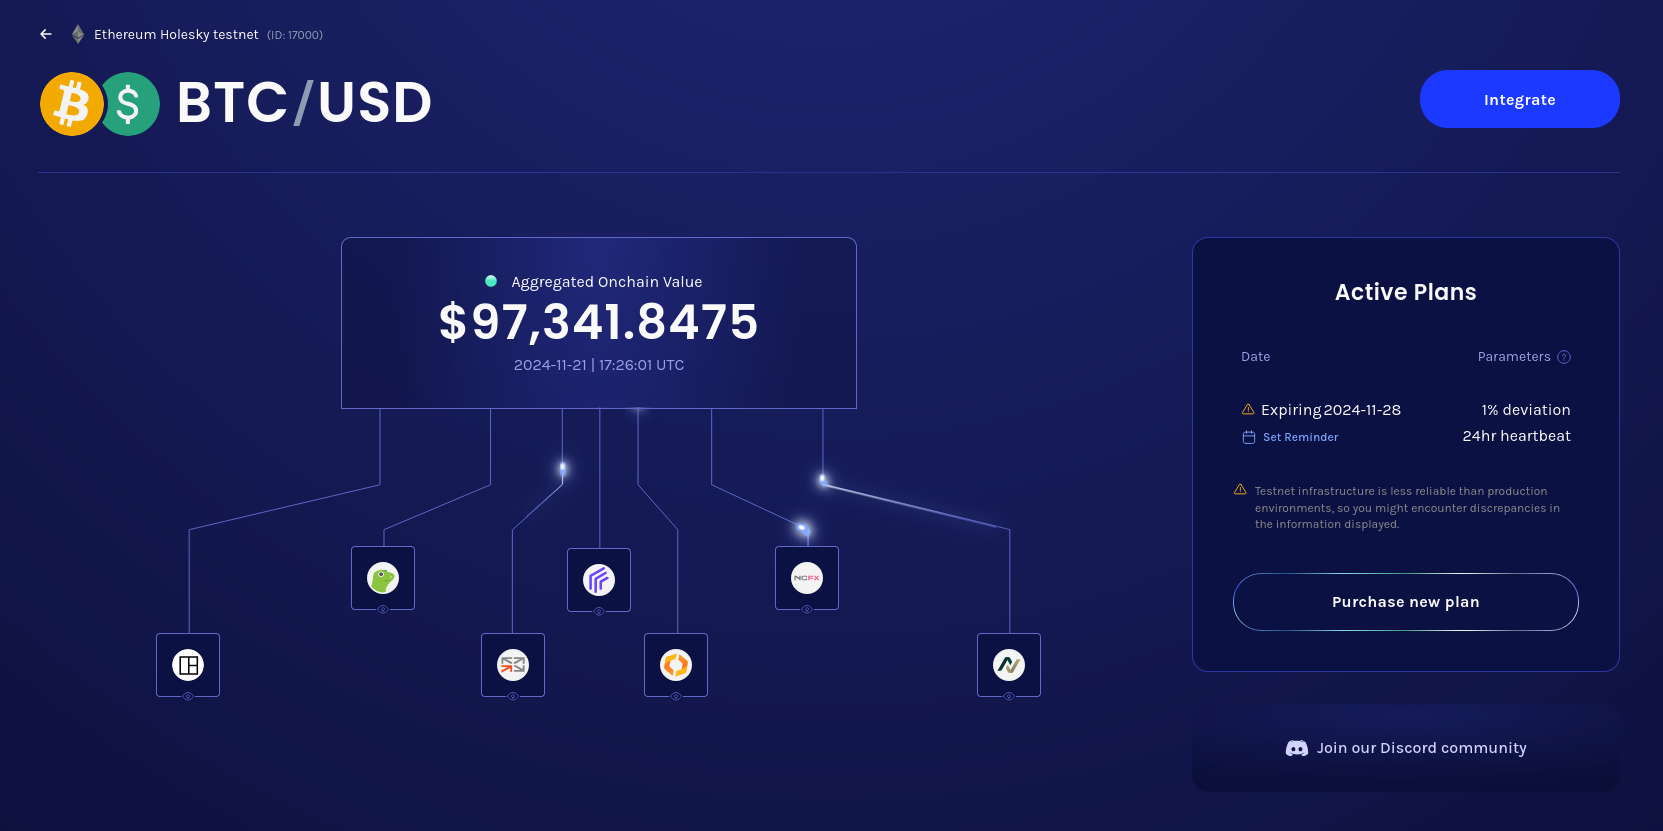 Ethereum Holesky testnet (ID: 17000)
BTC/USD
Integrate
Aggregated Onchain Value
$97,341.8475
2024-11-21 | 17:26:01 UTC
NCFX
Active Plans
Date Parameters ?
Expiring 2024-11-28 1% deviation
Set Reminder 24hr heartbeat
Testnet infrastructure is less reliable than production
environments, so you might encounter discrepancies in
the information displayed.
Purchase new plan
Join our Discord community